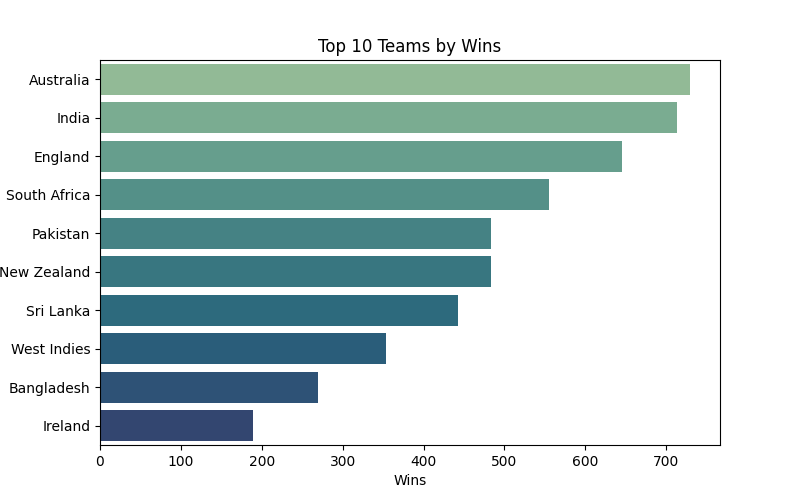 Top 10 Teams by Wins
Australia
India
England
South Africa
Pakistan
New Zealand
Sri Lanka
West Indies
Bangladesh
Ireland
0 100 200 300 400 500 600 700
Wins